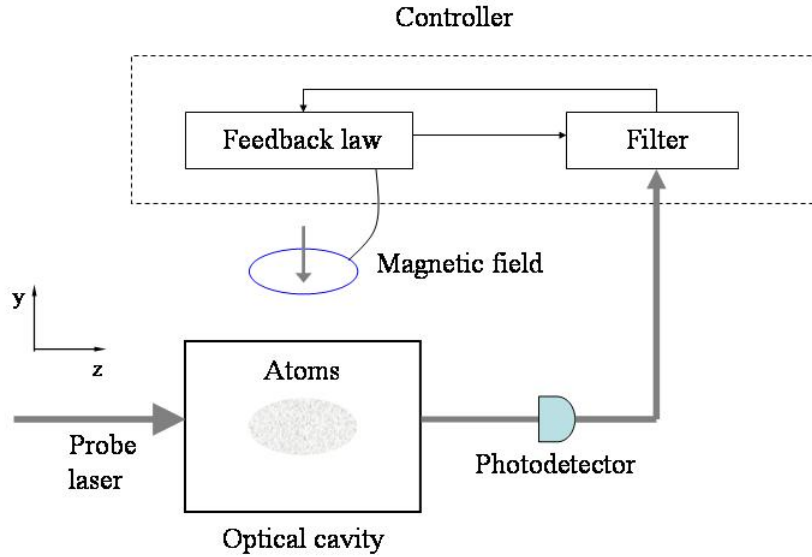 Controller
Feedback law
Filter
Magnetic field
y
z
Atoms
Probe
laser
Photodetector
Optical cavity